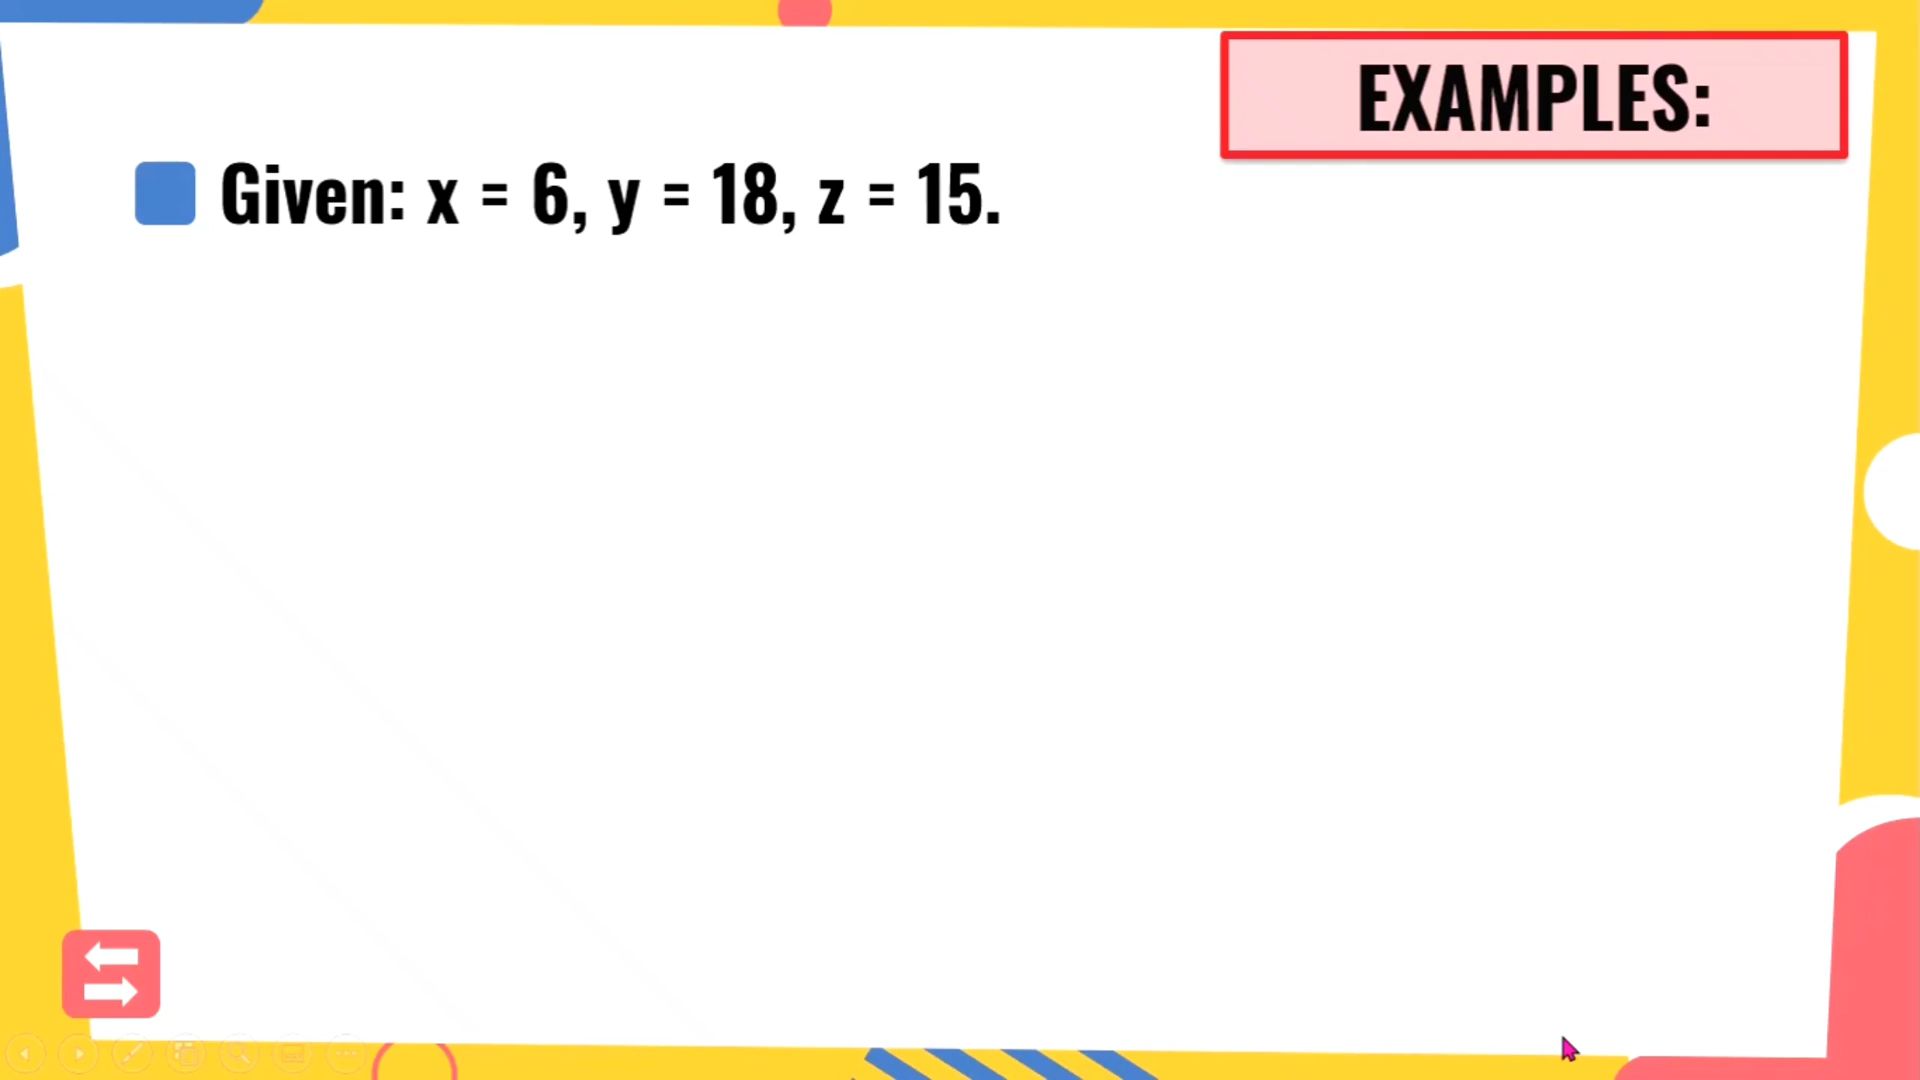 EXAMPLES:
Given: x = 6, y = 18, z = 15.